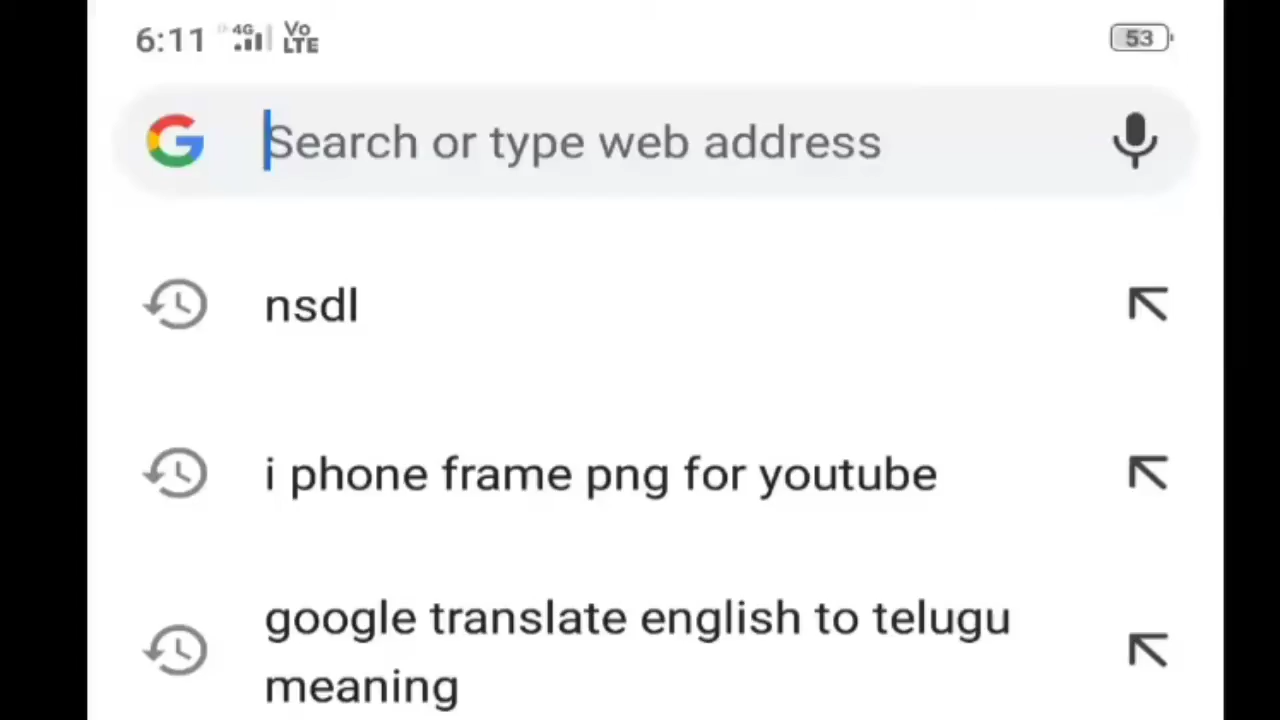 6:11 4G Vo LTE 53
Search or type web address
nsdl
i phone frame png for youtube
google translate english to telugu
meaning